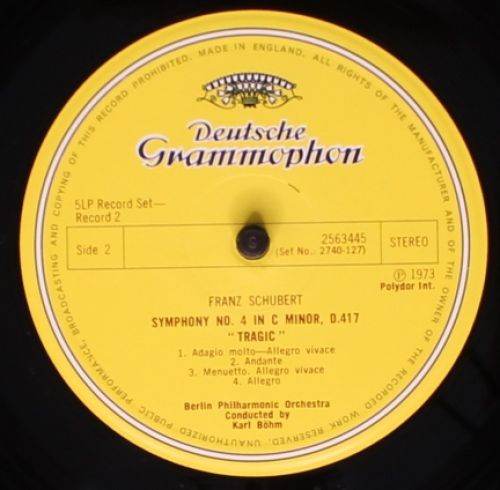 ALL RIGHTS OF THE MANUFACTURER AND OF THE OWNER OF THE RECORDED WORK RESERVED. UNAUTHORIZED PUBLIC PERFORMANCE, BROADCASTING AND COPYING OF THIS RECORD PROHIBITED. MADE IN ENGLAND.
Deutsche
Grammophon
5LP Record Set—
Record 2
Side 2
2563445
(Set No.: 2740-127)
STEREO
℗ 1973
Polydor Int.
FRANZ SCHUBERT
SYMPHONY NO. 4 IN C MINOR, D.417
"TRAGIC"
1. Adagio molto—Allegro vivace
2. Andante
3. Menuetto. Allegro vivace
4. Allegro
Berlin Philharmonic Orchestra
Conducted by
Karl Böhm